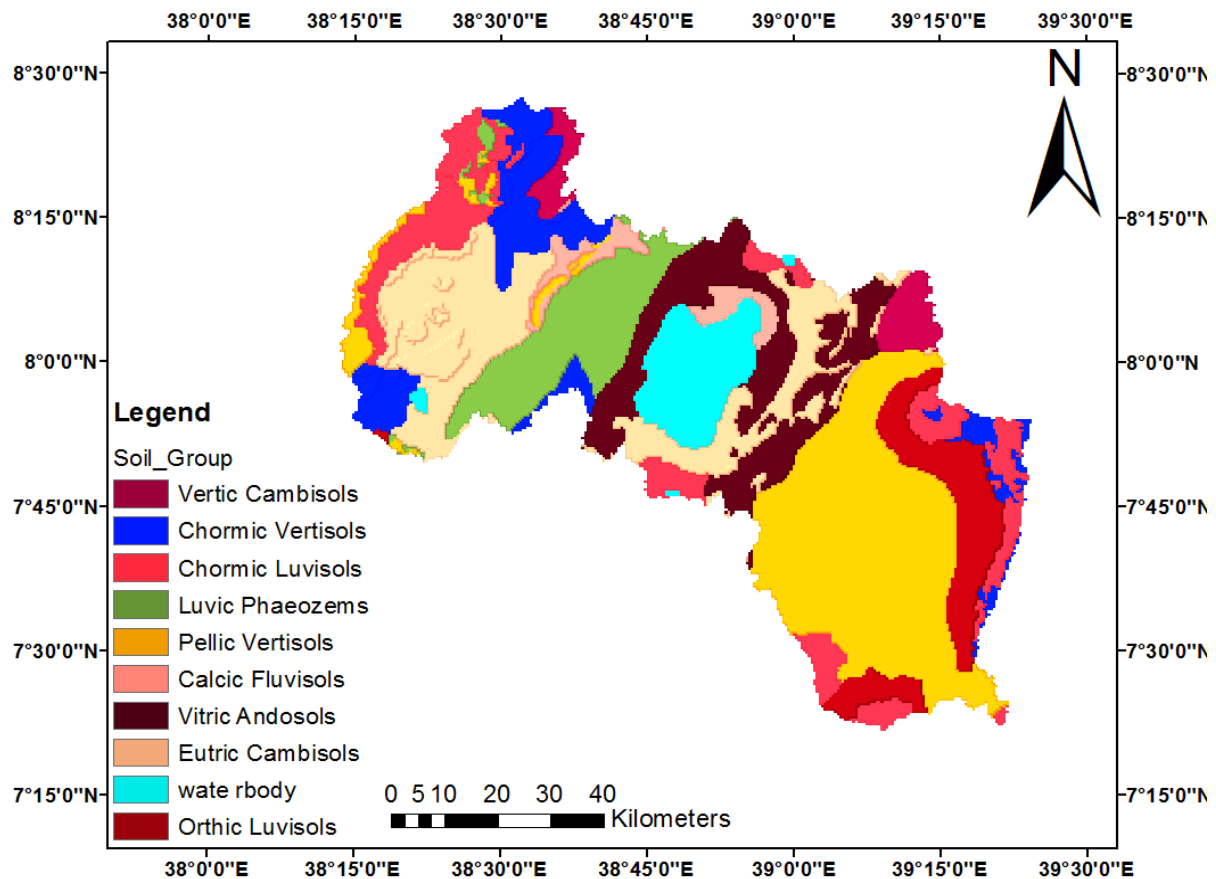 38°0'0"E 38°15'0"E 38°30'0"E 38°45'0"E 39°0'0"E 39°15'0"E 39°30'0"E
8°30'0"N 8°30'0"N
N
8°15'0"N 8°15'0"N
8°0'0"N 8°0'0"N
Legend
Soil_Group
Vertic Cambisols
7°45'0"N 7°45'0"N
Chormic Vertisols
Chormic Luvisols
Luvic Phaeozems
Pellic Vertisols
7°30'0"N 7°30'0"N
Calcic Fluvisols
Vitric Andosols
Eutric Cambisols
wate rbody
7°15'0"N 7°15'0"N
0 5 10 20 30 40
Kilometers
Orthic Luvisols
38°0'0"E 38°15'0"E 38°30'0"E 38°45'0"E 39°0'0"E 39°15'0"E 39°30'0"E